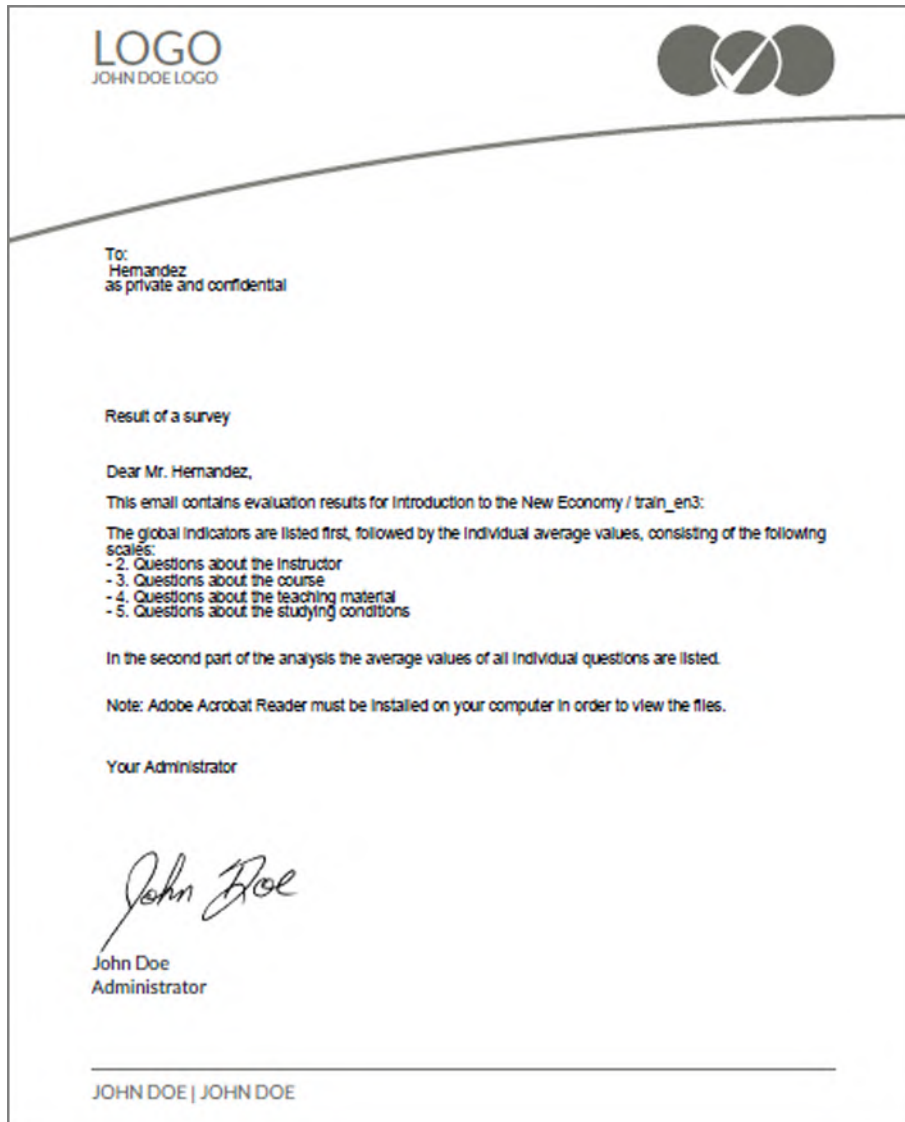 LOGO
JOHN DOE LOGO
To:
Hernandez
as private and confidential
Result of a survey
Dear Mr. Hernandez,
This email contains evaluation results for Introduction to the New Economy / train_en3:
The global indicators are listed first, followed by the individual average values, consisting of the following
scales:
- 2. Questions about the instructor
- 3. Questions about the course
- 4. Questions about the teaching material
- 5. Questions about the studying conditions
In the second part of the analysis the average values of all individual questions are listed.
Note: Adobe Acrobat Reader must be installed on your computer in order to view the files.
Your Administrator
John Doe
John Doe
Administrator
JOHN DOE | JOHN DOE